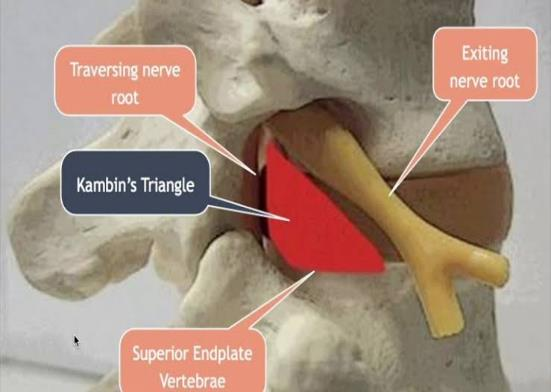 Traversing nerve
root
Exiting
nerve root
Kambin's Triangle
Superior Endplate
Vertebrae